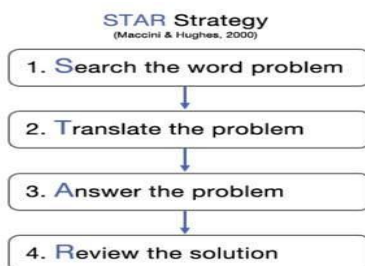 STAR Strategy
(Maccini & Hughes, 2000)
1. Search the word problem
2. Translate the problem
3. Answer the problem
4. Review the solution